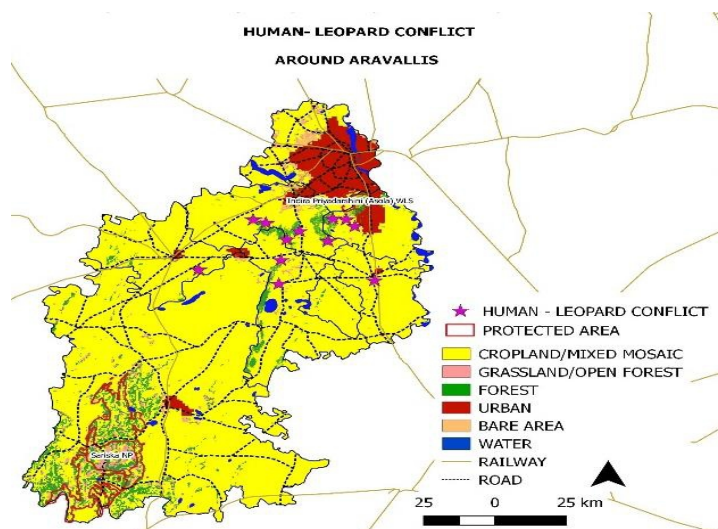 HUMAN- LEOPARD CONFLICT
AROUND ARAVALLIS
Indira Priyadarshini (Asola) WLS
HUMAN - LEOPARD CONFLICT
PROTECTED AREA
CROPLAND/MIXED MOSAIC
GRASSLAND/OPEN FOREST
FOREST
URBAN
BARE AREA
WATER
Sariska NP
RAILWAY
ROAD
25 0 25 km